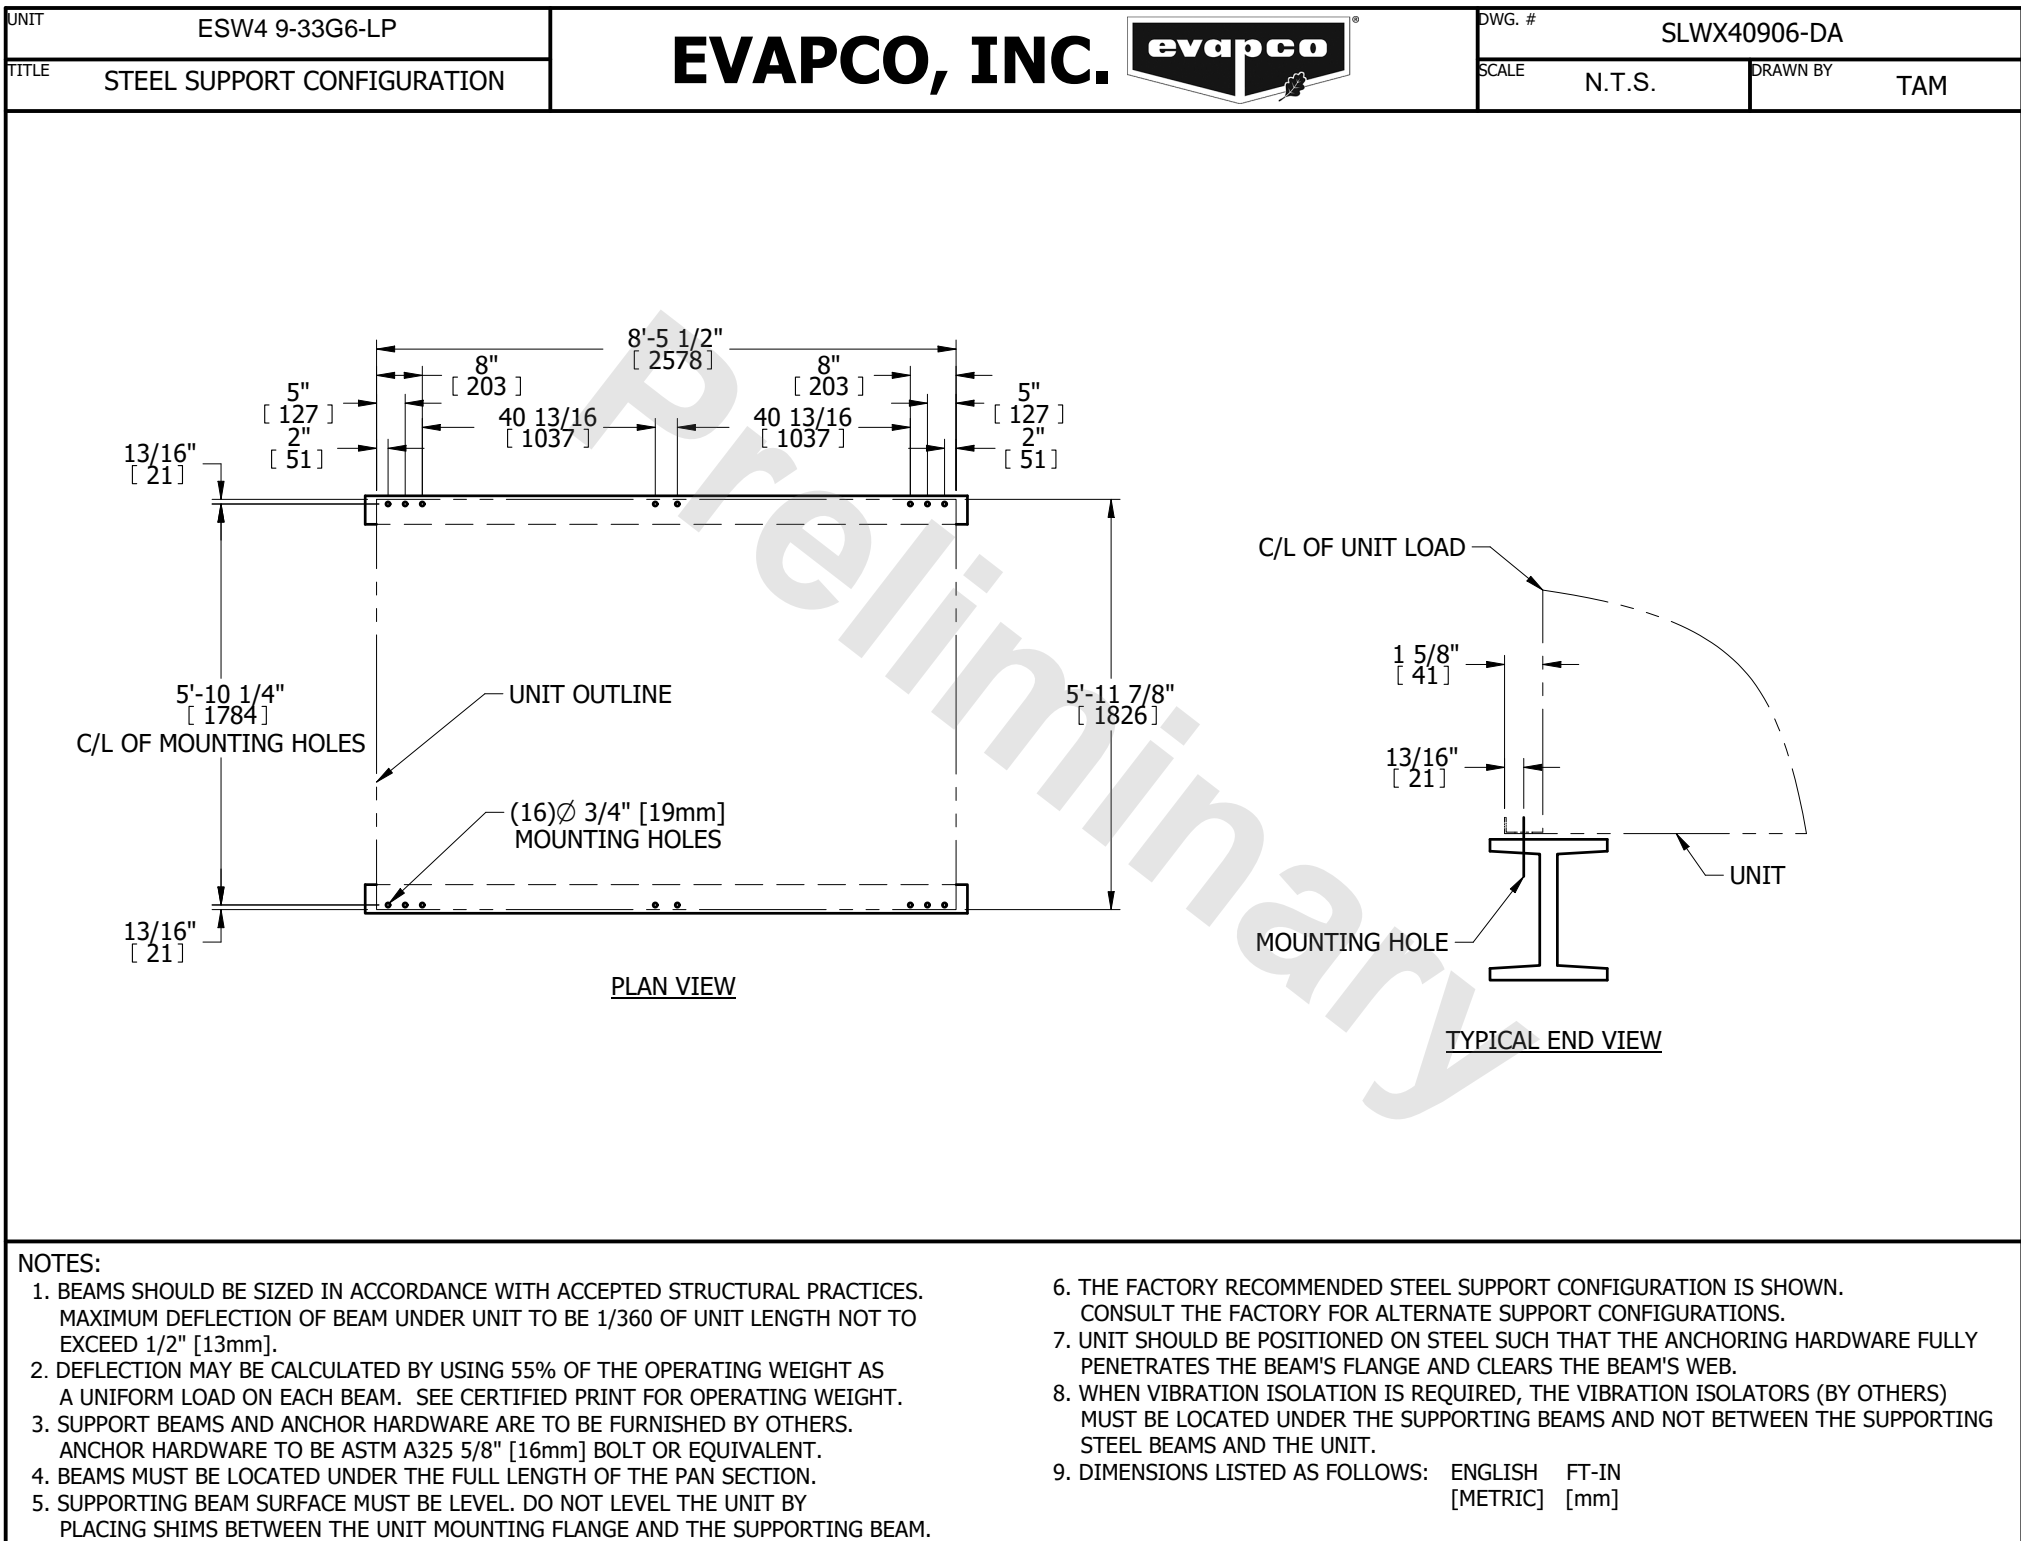 UNIT
ESW4 9-33G6-LP
TITLE
STEEL SUPPORT CONFIGURATION
EVAPCO, INC.
evapco
®
DWG. #
SLWX40906-DA
SCALE
N.T.S.
DRAWN BY
TAM
8'-5 1/2"
[ 2578 ]
8"
[ 203 ]
8"
[ 203 ]
5"
[ 127 ]
5"
[ 127 ]
40 13/16
[ 1037 ]
40 13/16
[ 1037 ]
2"
[ 51 ]
2"
[ 51 ]
13/16"
[ 21 ]
5'-10 1/4"
[ 1784 ]
C/L OF MOUNTING HOLES
UNIT OUTLINE
5'-11 7/8"
[ 1826 ]
(16)Ø 3/4" [19mm]
MOUNTING HOLES
13/16"
[ 21 ]
PLAN VIEW
C/L OF UNIT LOAD
1 5/8"
[ 41 ]
13/16"
[ 21 ]
UNIT
MOUNTING HOLE
TYPICAL END VIEW
Preliminary
NOTES:
1. BEAMS SHOULD BE SIZED IN ACCORDANCE WITH ACCEPTED STRUCTURAL PRACTICES.
MAXIMUM DEFLECTION OF BEAM UNDER UNIT TO BE 1/360 OF UNIT LENGTH NOT TO
EXCEED 1/2" [13mm].
2. DEFLECTION MAY BE CALCULATED BY USING 55% OF THE OPERATING WEIGHT AS
A UNIFORM LOAD ON EACH BEAM. SEE CERTIFIED PRINT FOR OPERATING WEIGHT.
3. SUPPORT BEAMS AND ANCHOR HARDWARE ARE TO BE FURNISHED BY OTHERS.
ANCHOR HARDWARE TO BE ASTM A325 5/8" [16mm] BOLT OR EQUIVALENT.
4. BEAMS MUST BE LOCATED UNDER THE FULL LENGTH OF THE PAN SECTION.
5. SUPPORTING BEAM SURFACE MUST BE LEVEL. DO NOT LEVEL THE UNIT BY
PLACING SHIMS BETWEEN THE UNIT MOUNTING FLANGE AND THE SUPPORTING BEAM.
6. THE FACTORY RECOMMENDED STEEL SUPPORT CONFIGURATION IS SHOWN.
CONSULT THE FACTORY FOR ALTERNATE SUPPORT CONFIGURATIONS.
7. UNIT SHOULD BE POSITIONED ON STEEL SUCH THAT THE ANCHORING HARDWARE FULLY
PENETRATES THE BEAM'S FLANGE AND CLEARS THE BEAM'S WEB.
8. WHEN VIBRATION ISOLATION IS REQUIRED, THE VIBRATION ISOLATORS (BY OTHERS)
MUST BE LOCATED UNDER THE SUPPORTING BEAMS AND NOT BETWEEN THE SUPPORTING
STEEL BEAMS AND THE UNIT.
9. DIMENSIONS LISTED AS FOLLOWS: ENGLISH FT-IN
[METRIC] [mm]